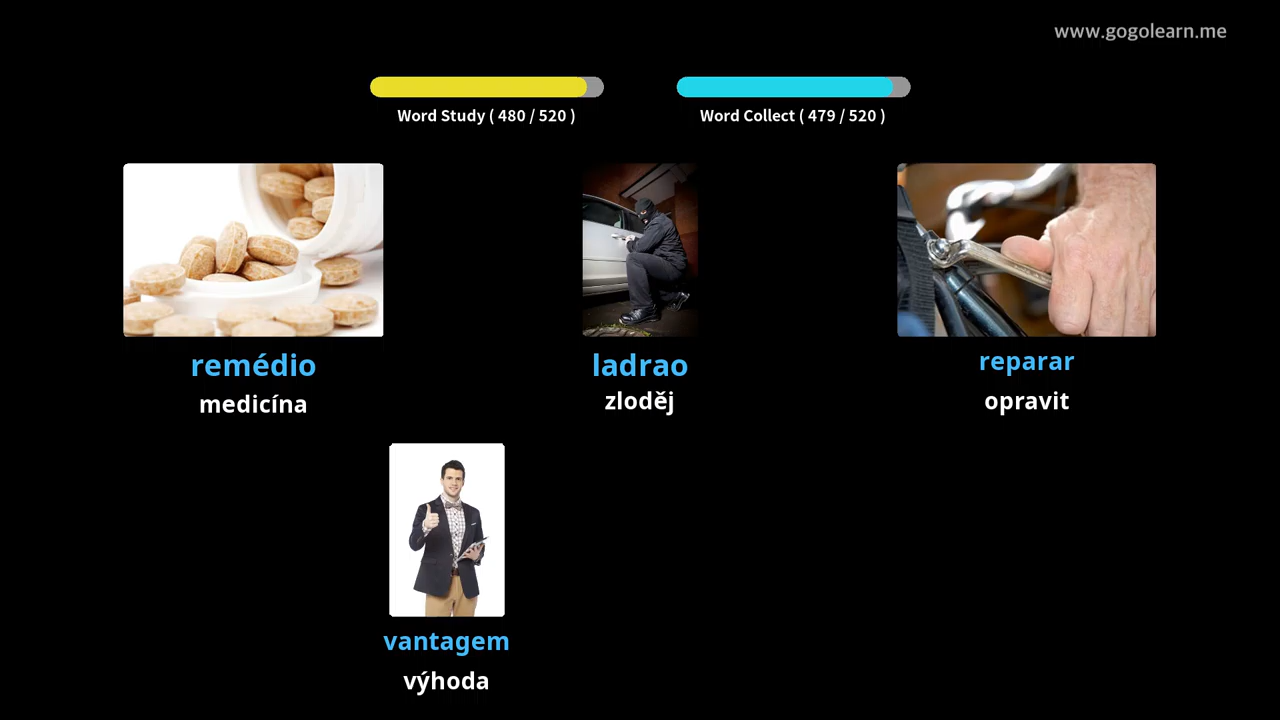 www.gogolearn.me
Word Study ( 480 / 520 )
Word Collect ( 479 / 520 )
remédio
medicína
ladrao
zloděj
reparar
opravit
vantagem
výhoda